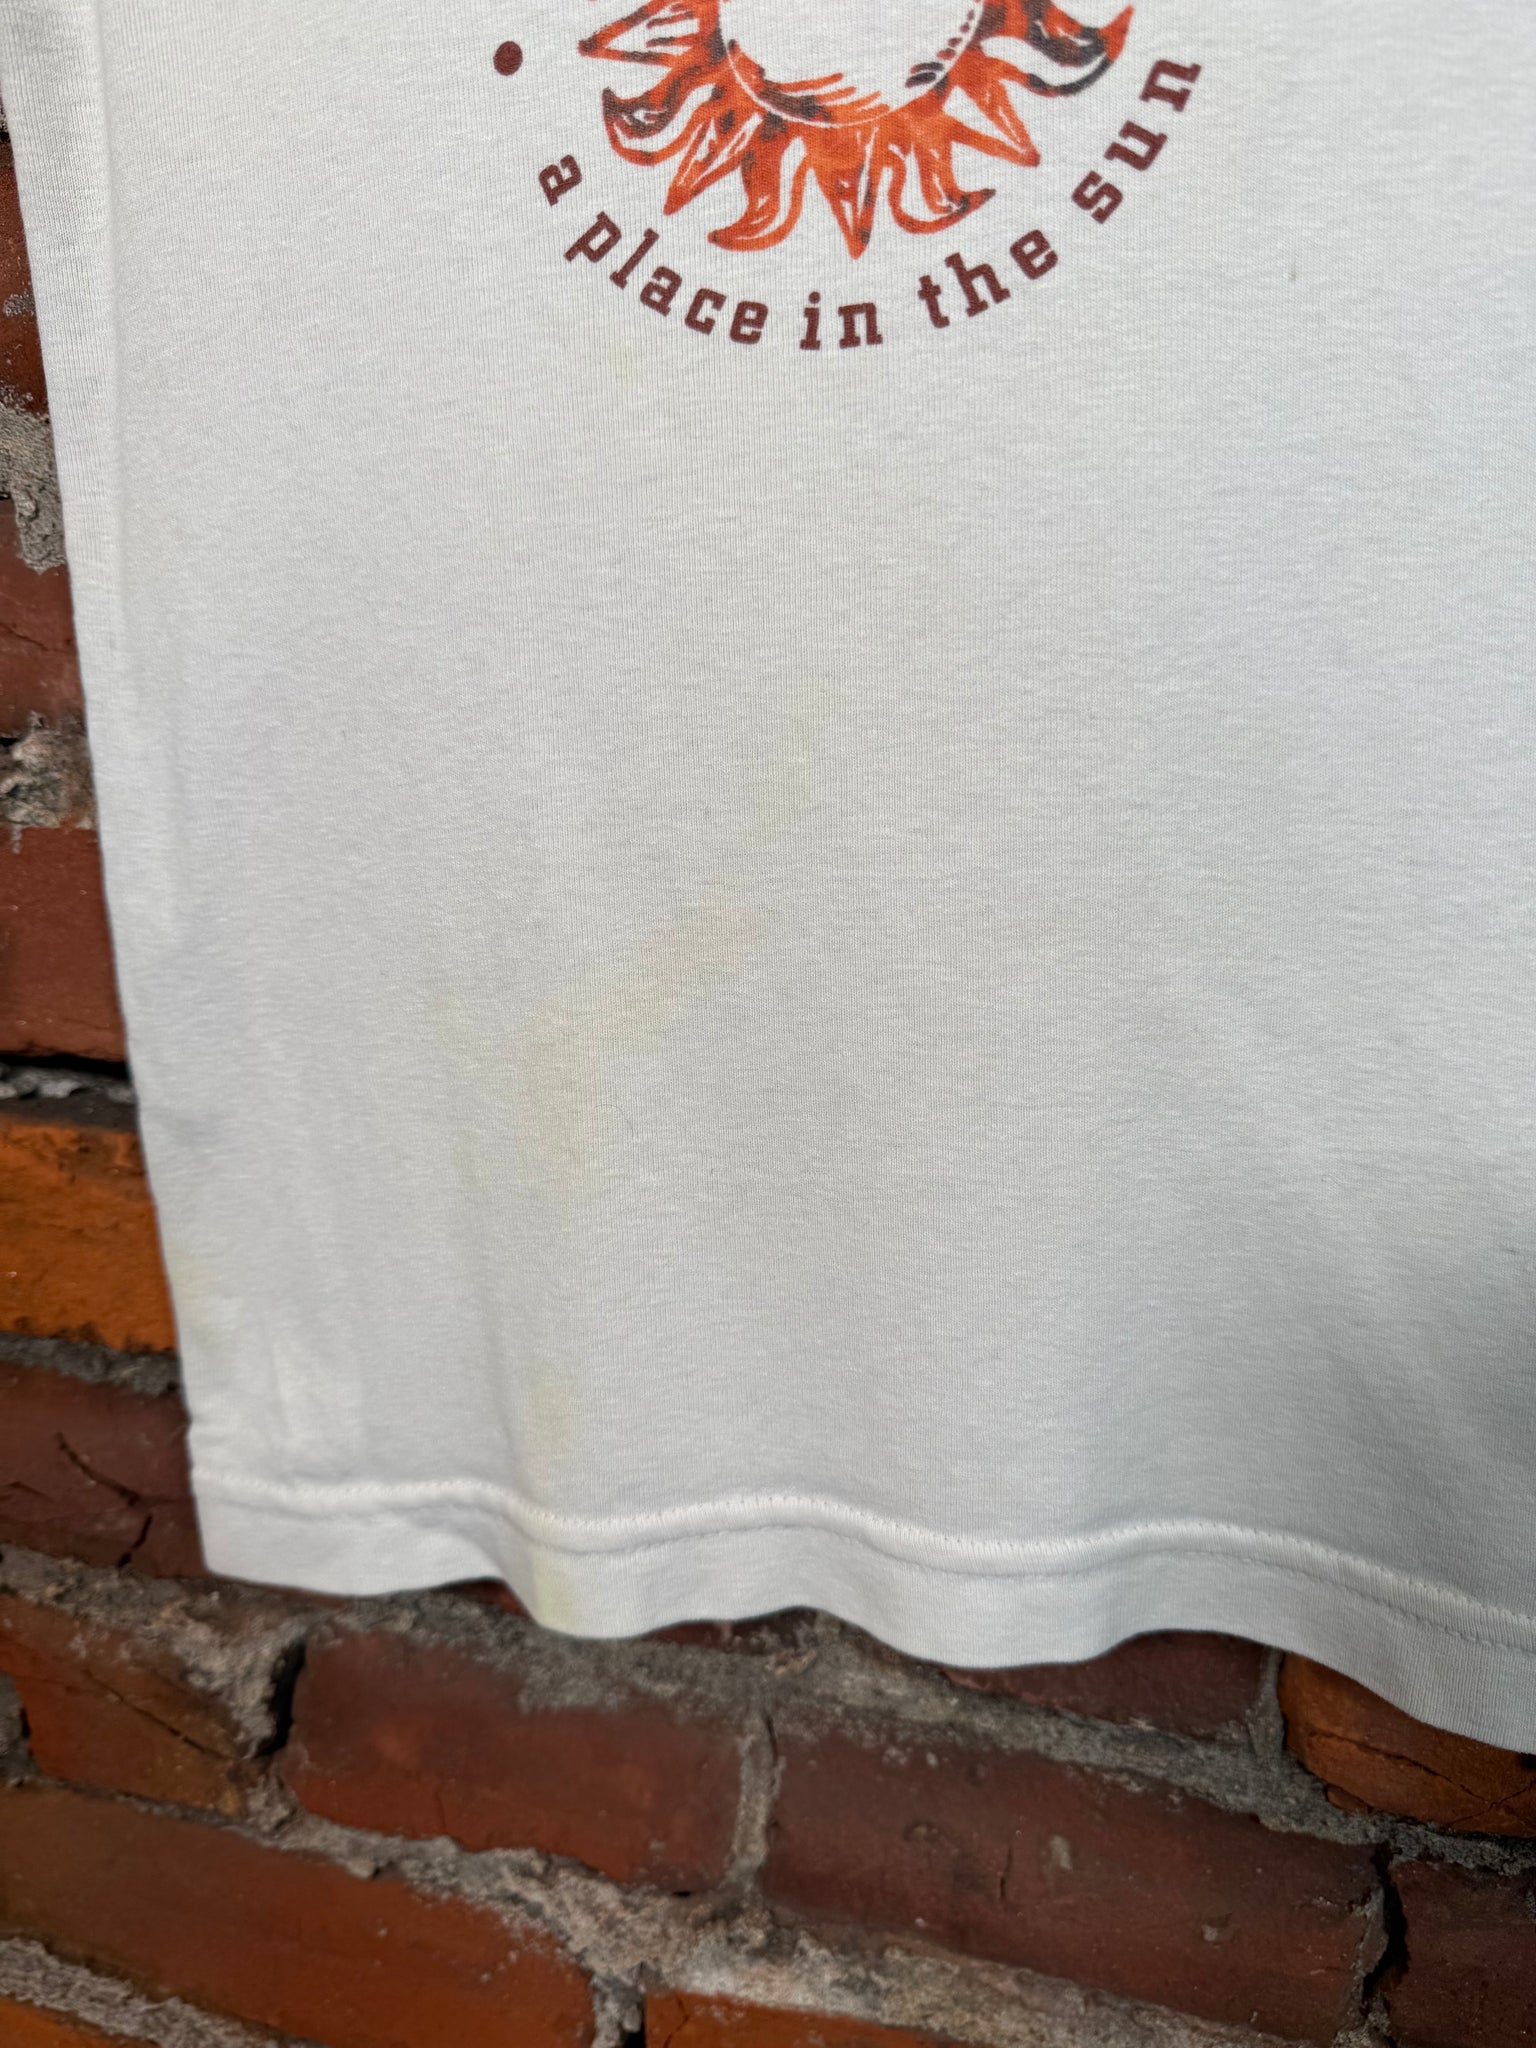 • a place in the sun